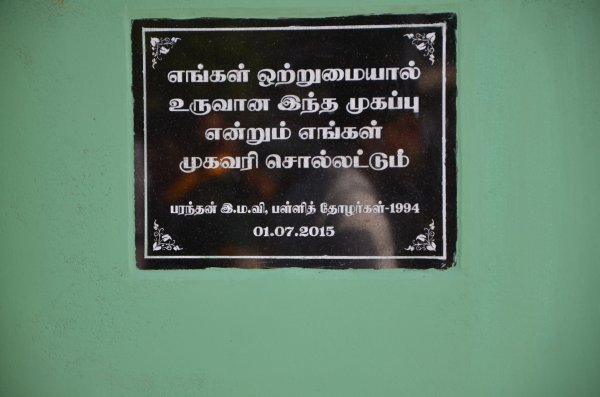 எங்கள் ஒற்றுமையால்
உருவான இந்த முகப்பு
என்றும் எங்கள்
முகவரி சொல்லட்டும்
பரந்தன் இ.ம.வி, பள்ளித் தோழர்கள்-1994
01.07.2015